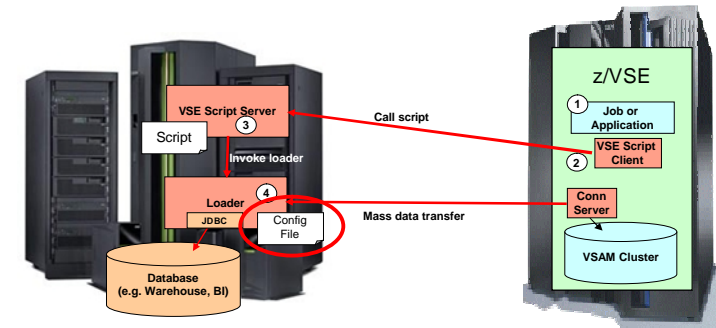 z/VSE
1
Job or
Application
VSE Script
Client
2
Call script
VSE Script Server
3
Script
Invoke loader
Loader
4
JDBC
Config
File
Mass data transfer
Conn
Server
VSAM Cluster
Database
(e.g. Warehouse, BI)